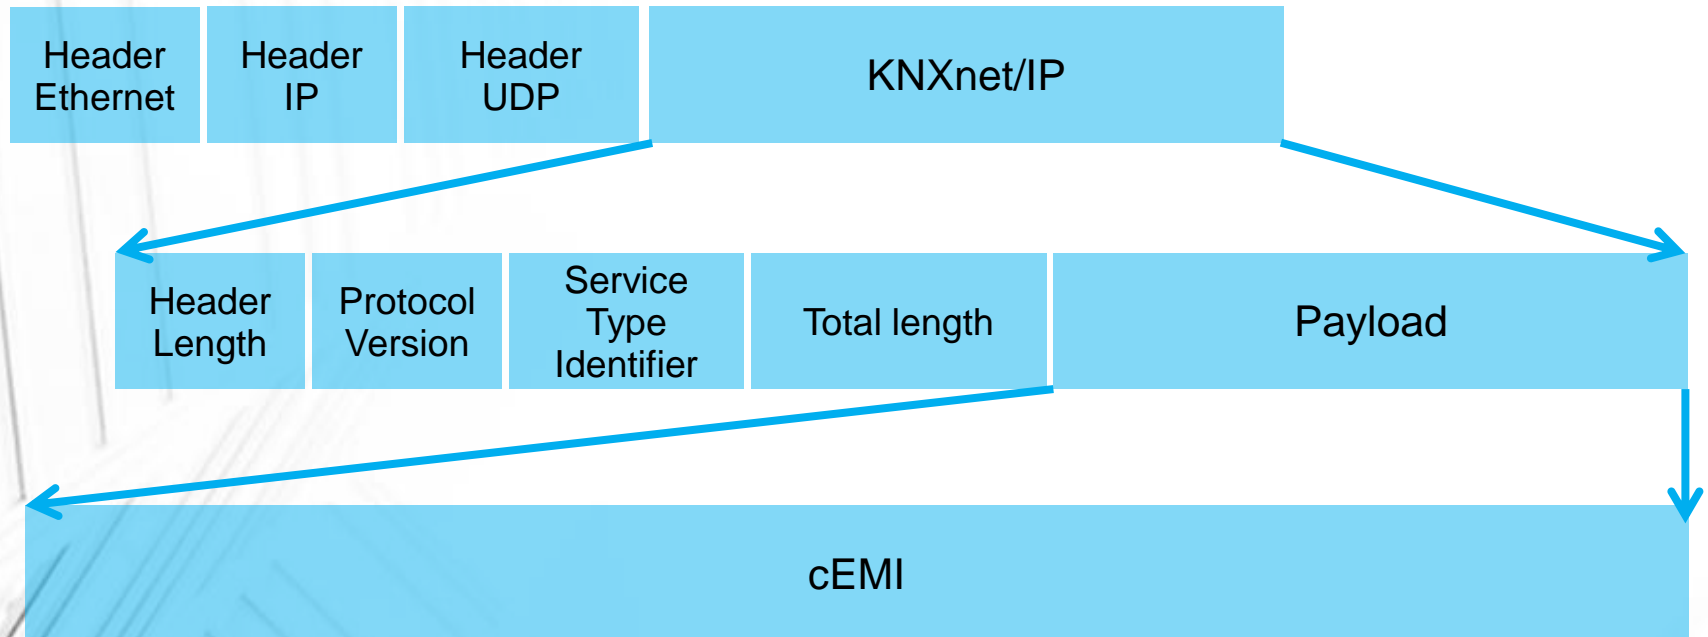 Header
Ethernet
Header
IP
Header
UDP
KNXnet/IP
Header
Length
Protocol
Version
Service
Type
Identifier
Total length
Payload
cEMI